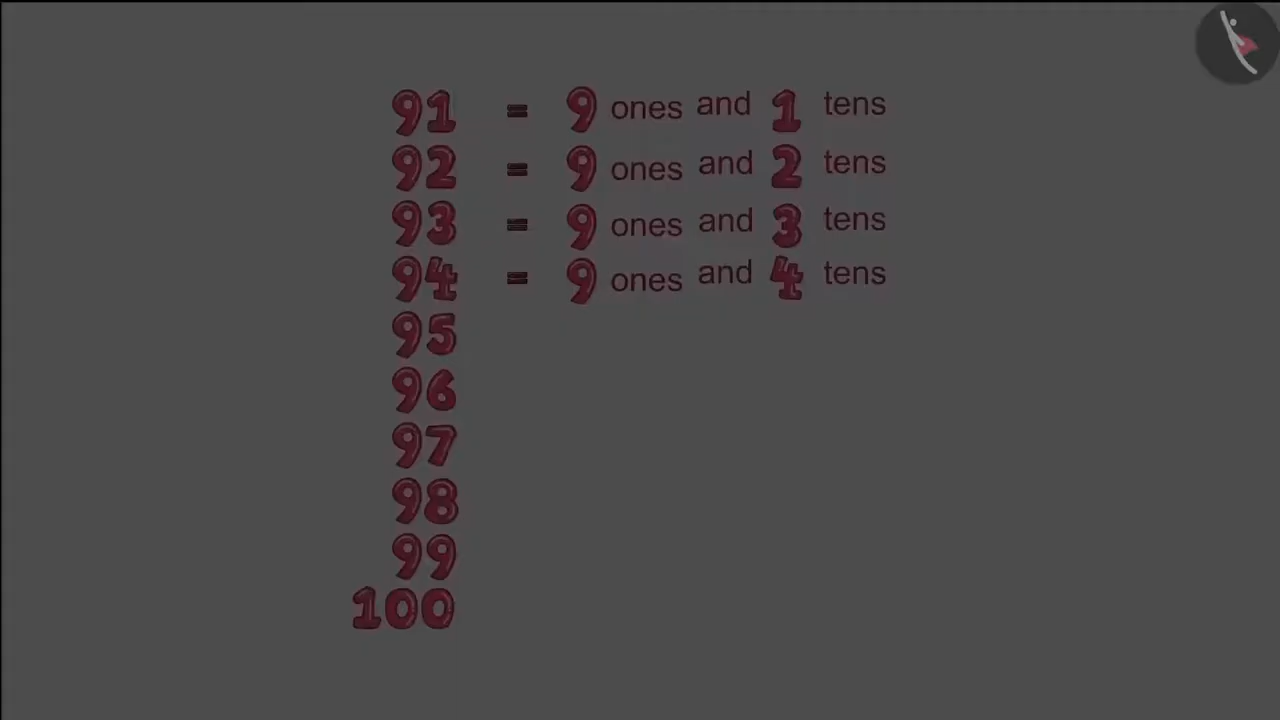 91 = 9 ones and 1 tens
92 = 9 ones and 2 tens
93 = 9 ones and 3 tens
94 = 9 ones and 4 tens
95
96
97
98
99
100